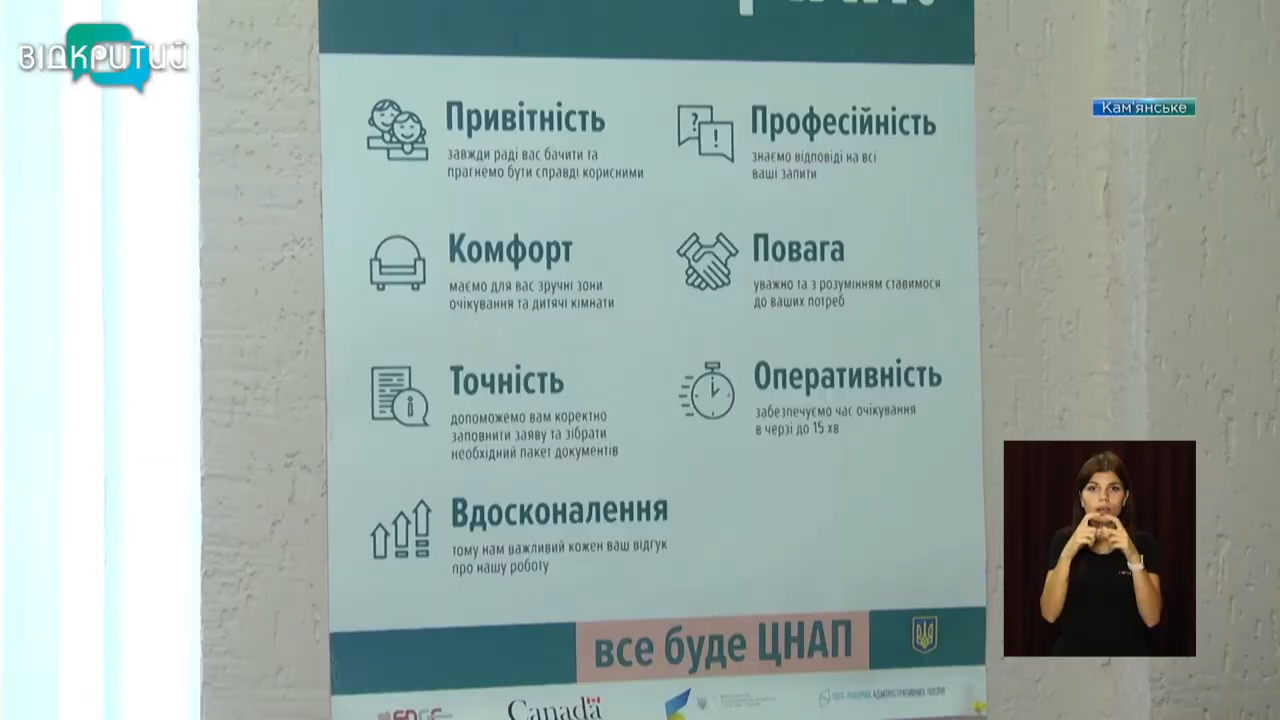 ВІДКРИТИЙ
Кам'янське
Привітність
завжди раді вас бачити та
прагнемо бути справді корисними
Професійність
знаємо відповіді на всі
ваші запити
Комфорт
маємо для вас зручні зони
очікування та дитячі кімнати
Повага
уважно та з розумінням ставимося
до ваших потреб
Точність
допоможемо вам коректно
заповнити заяву та зібрати
необхідний пакет документів
Оперативність
забезпечуємо час очікування
в черзі до 15 хв
Вдосконалення
тому нам важливий кожен ваш відгук
про нашу роботу
все буде ЦНАП
EDGE
Canada
АДМІНІСТРАТИВНИХ ПОСЛУГ